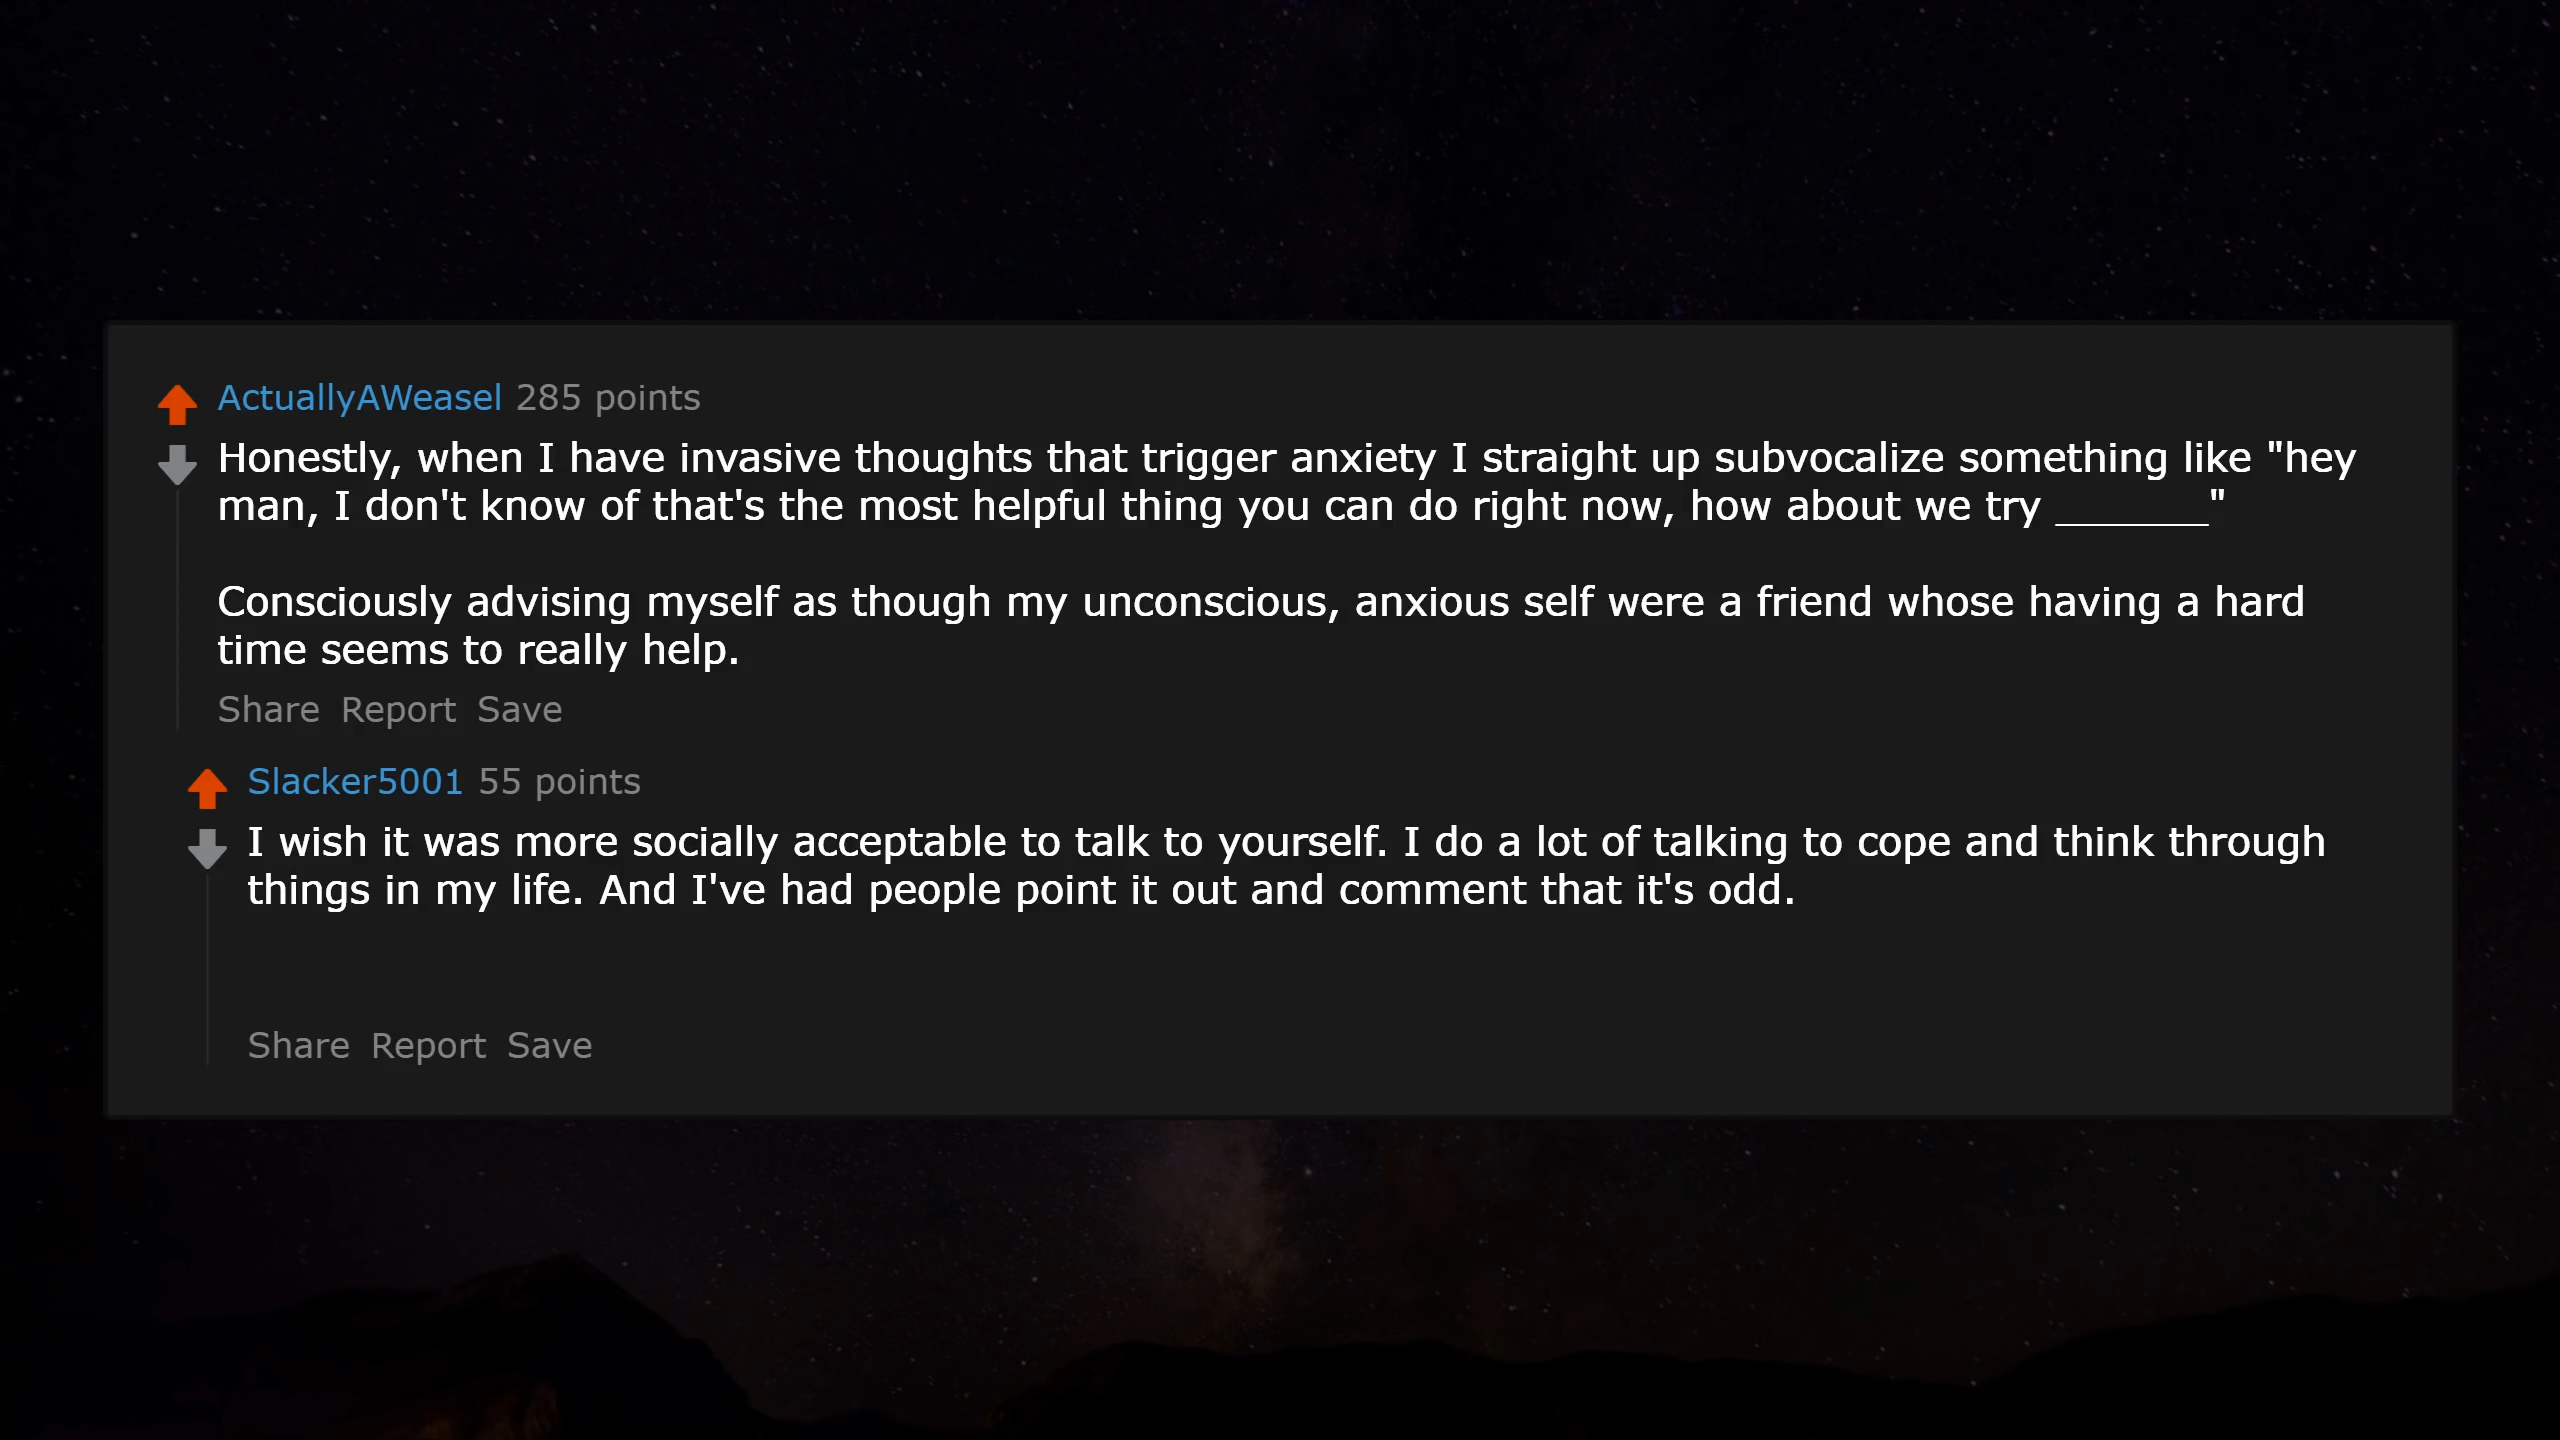 ActuallyAWeasel 285 points
Honestly, when I have invasive thoughts that trigger anxiety I straight up subvocalize something like "hey
man, I don't know of that's the most helpful thing you can do right now, how about we try _______"
Consciously advising myself as though my unconscious, anxious self were a friend whose having a hard
time seems to really help.
Share Report Save
Slacker5001 55 points
I wish it was more socially acceptable to talk to yourself. I do a lot of talking to cope and think through
things in my life. And I've had people point it out and comment that it's odd.
Share Report Save